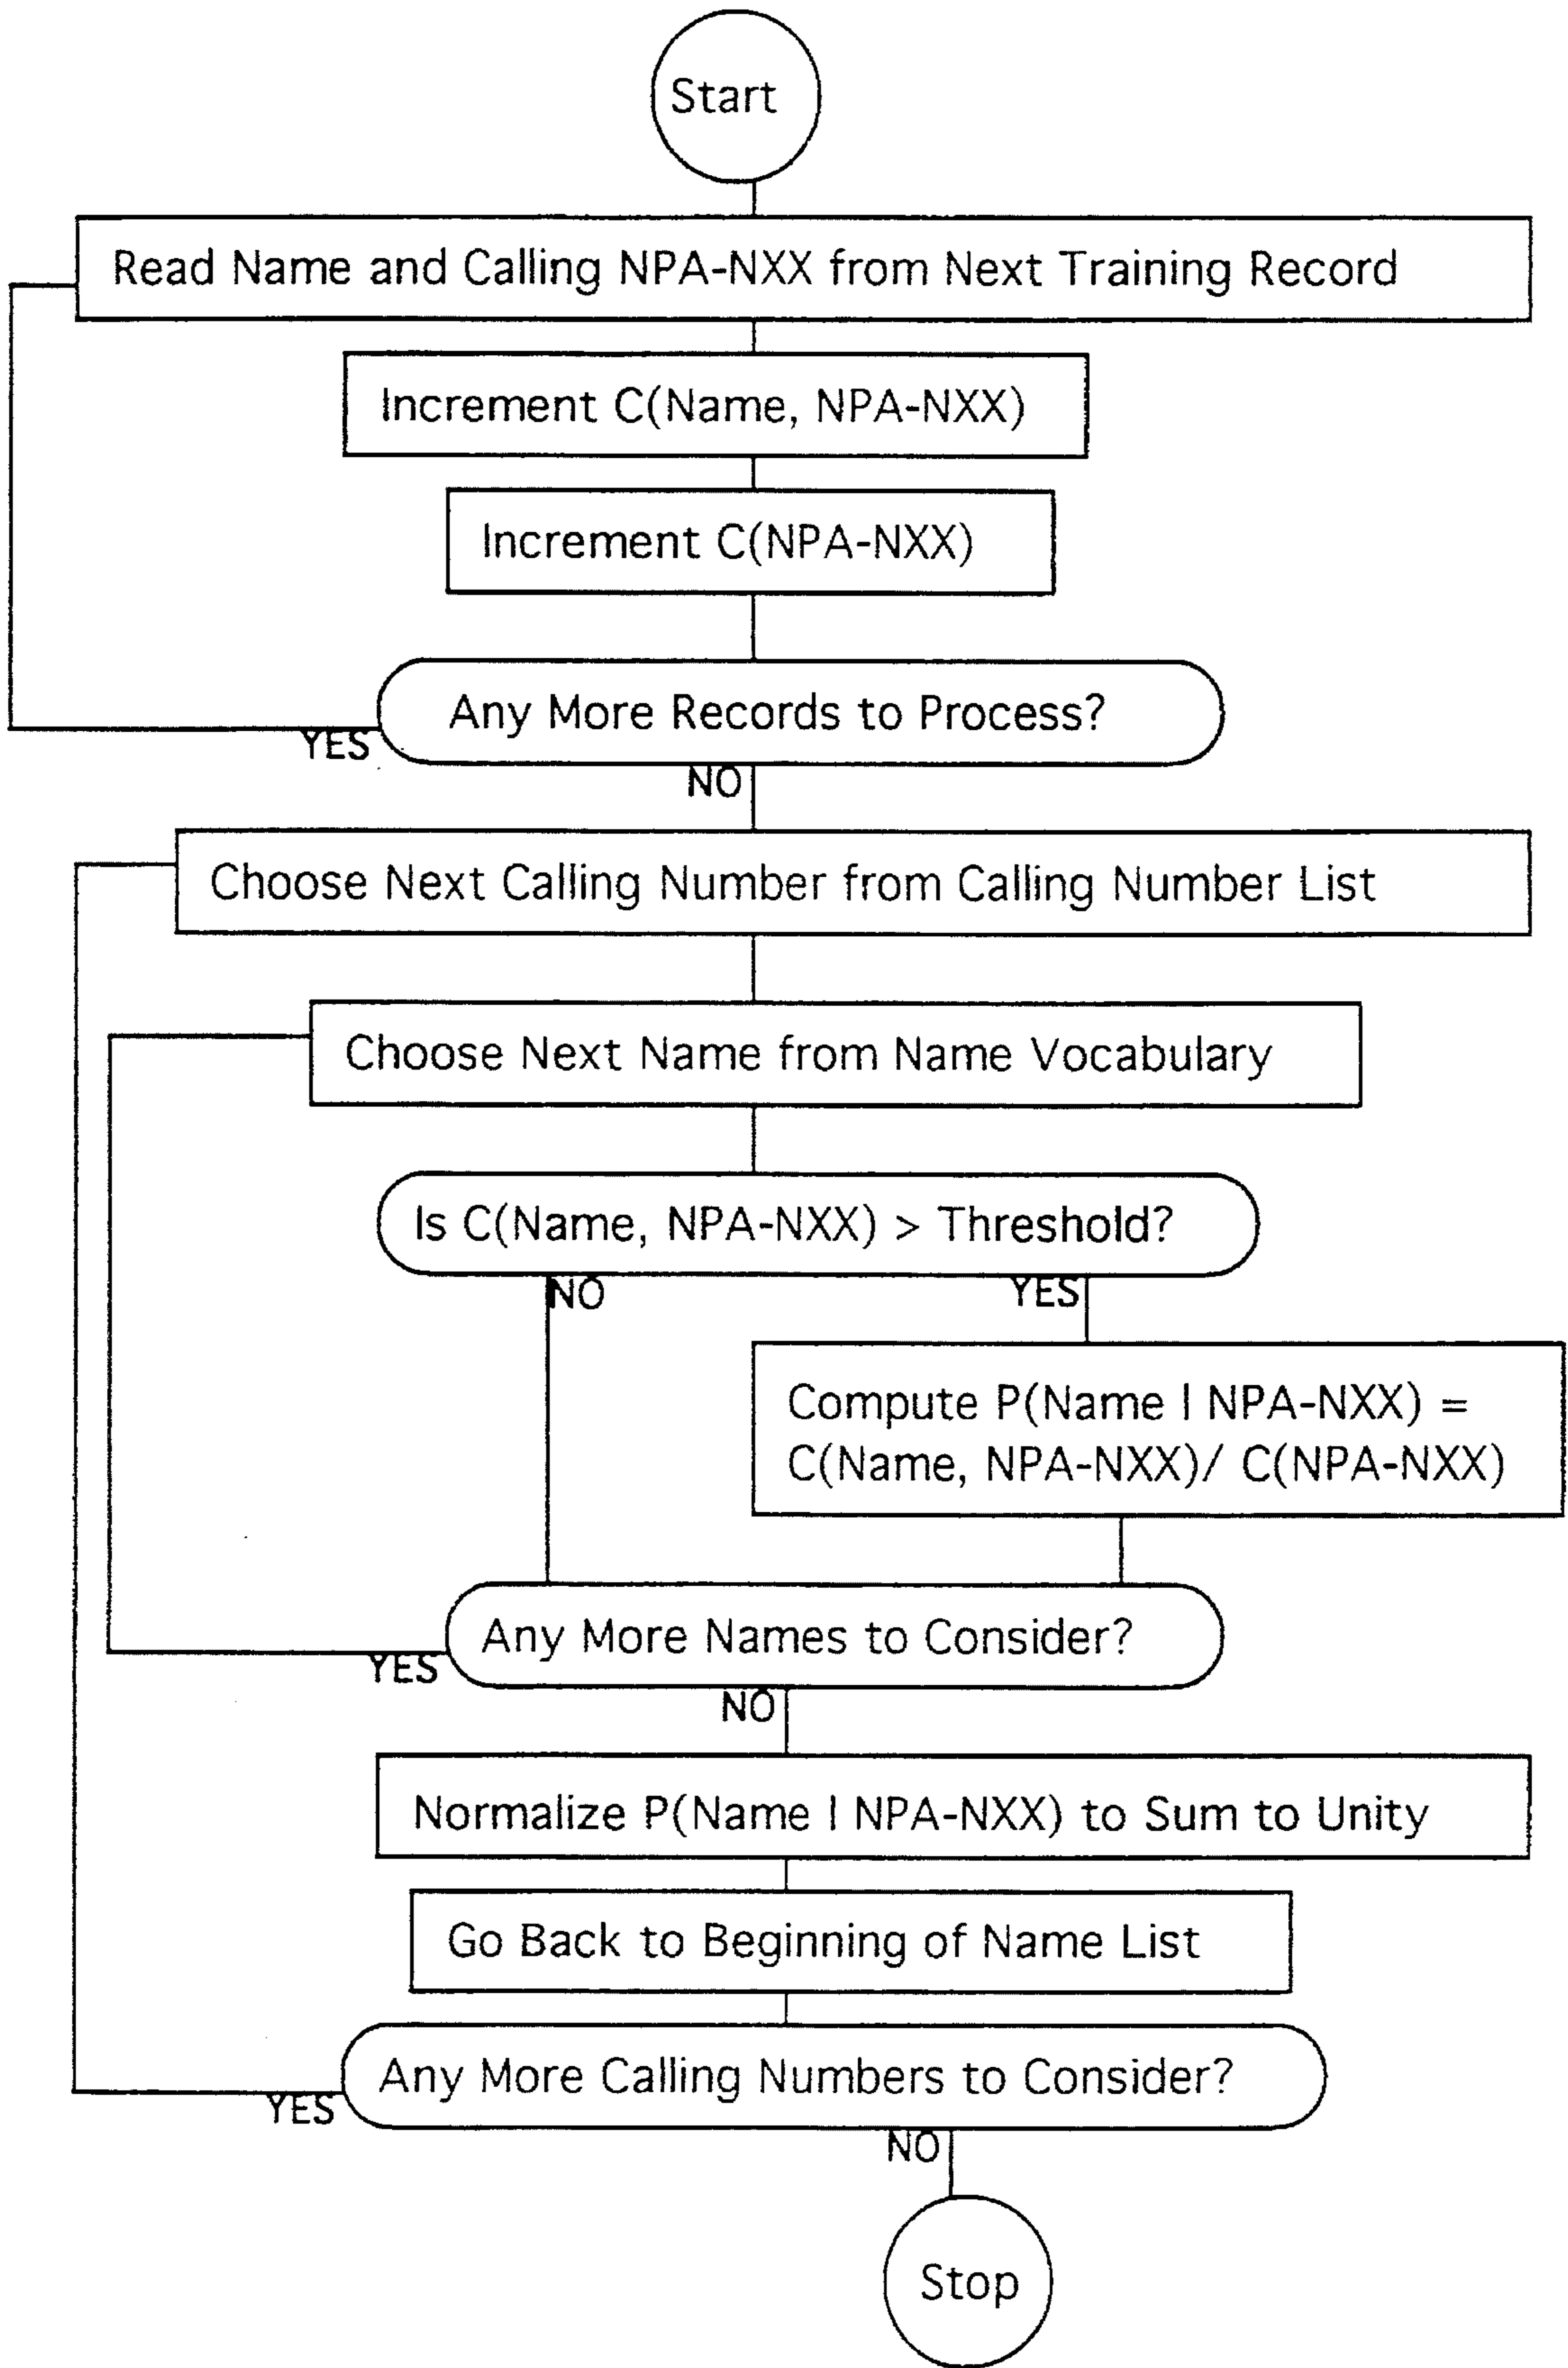 Start
Read Name and Calling NPA-NXX from Next Training Record
Increment C(Name, NPA-NXX)
Increment C(NPA-NXX)
Any More Records to Process?
YES
NO
Choose Next Calling Number from Calling Number List
Choose Next Name from Name Vocabulary
Is C(Name, NPA-NXX) > Threshold?
NO YES
Compute P(Name | NPA-NXX) =
C(Name, NPA-NXX)/ C(NPA-NXX)
Any More Names to Consider?
YES
NO
Normalize P(Name | NPA-NXX) to Sum to Unity
Go Back to Beginning of Name List
Any More Calling Numbers to Consider?
YES
NO
Stop